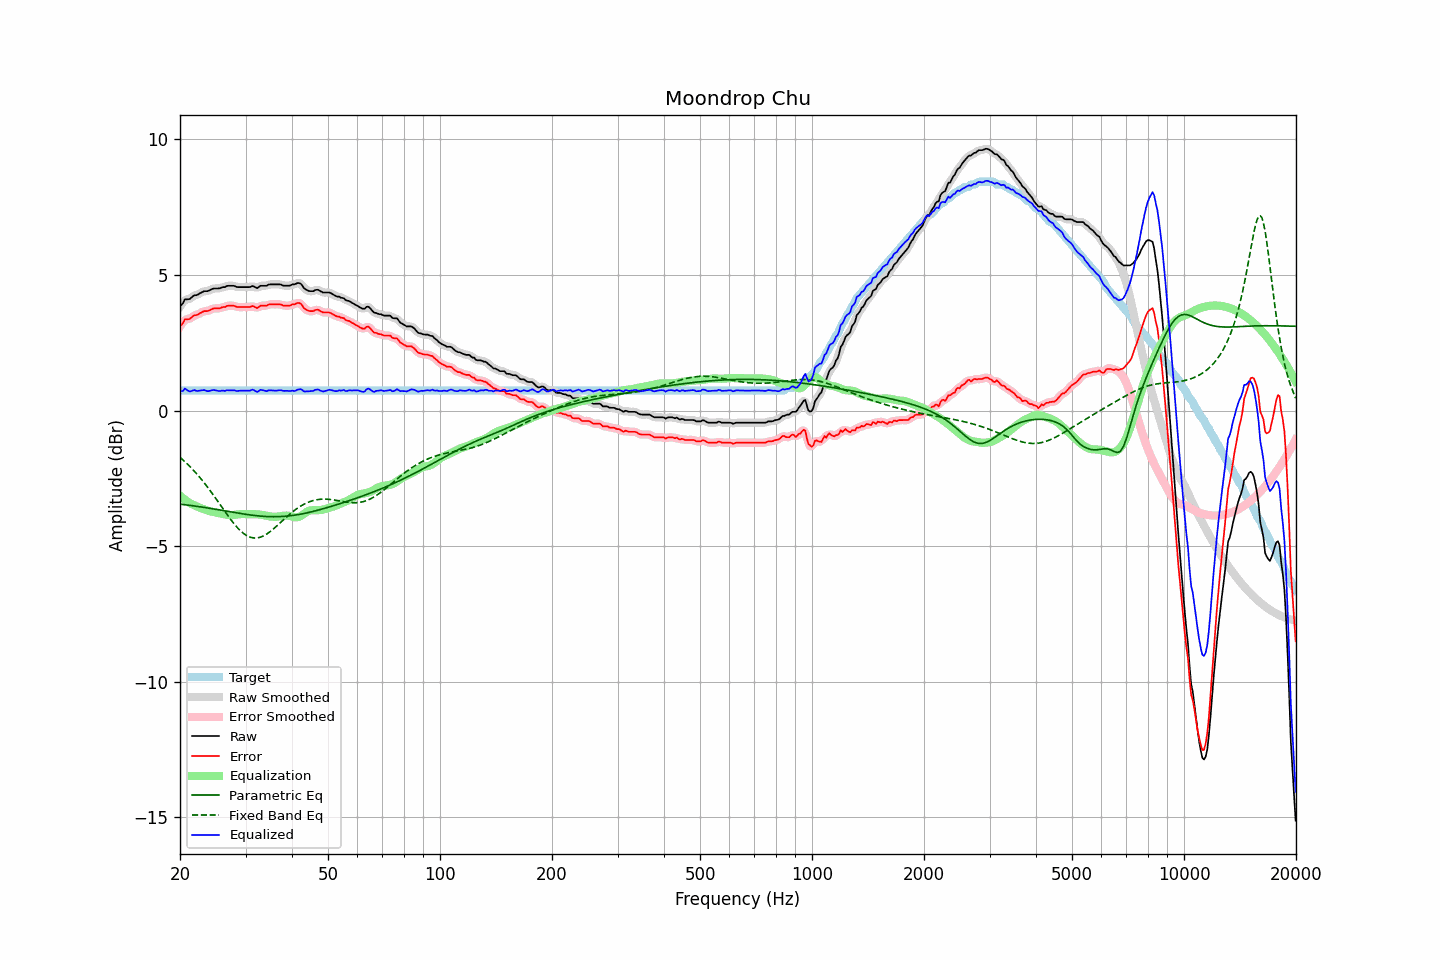 Moondrop Chu
10
5
0
−5
−10
−15
Amplitude (dBr)
Target
Raw Smoothed
Error Smoothed
Raw
Error
Equalization
Parametric Eq
Fixed Band Eq
Equalized
20
50
100
200
500
1000
2000
5000
10000
20000
Frequency (Hz)